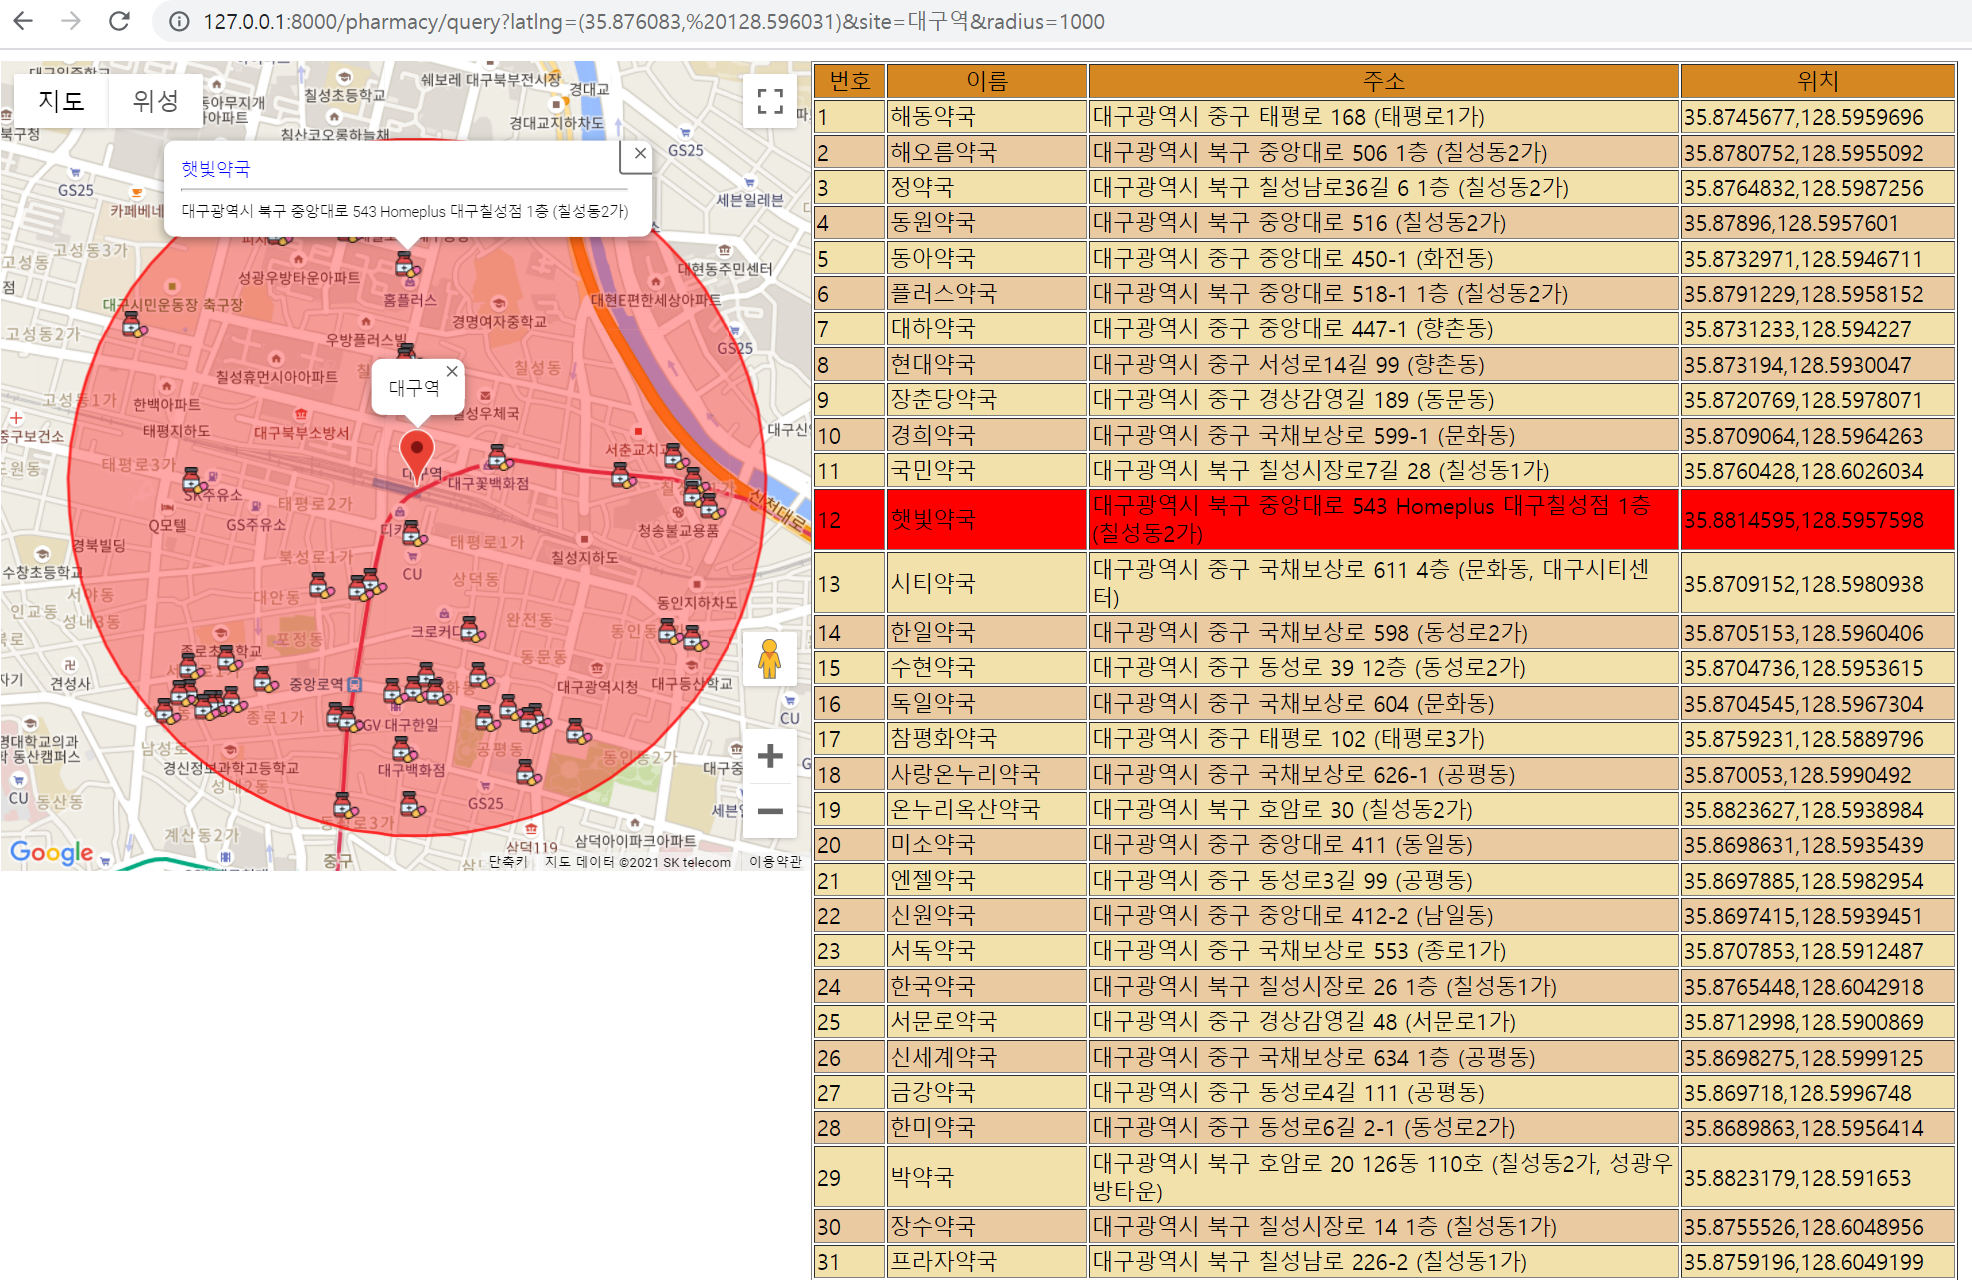 127.0.0.1:8000/pharmacy/query?latlng=(35.876083,%20128.596031)&site=대구역&radius=1000
지도 위성
쉐보레 대구북부전시장
경대교
칠성초등학교
침산코오롱하늘채
경대교지하차도
GS25
GS25
카페베네
세븐일레븐
햇빛약국
대구광역시 북구 중앙대로 543 Homeplus 대구칠성점 1층 (칠성동2가)
고성동3가
고성동
성광우방타운아파트
대현동주민센터
홈플러스
대구시민운동장 축구장
대현E편한세상아파트
고성동2가
경명여자중학교
우방플러스빌
GS25
칠성휴먼시아아파트
칠성동
대구역
고성동1가
한백아파트
칠성우체국
중구보건소
태평지하도
대구북부소방서
서춘교치과
도원동
태평로3가
대구역
대구꽃백화점
SK주유소
태평로2가
Q모텔
GS주유소
신천대로
청송불교용품
경북빌딩
북성로1가
태평로1가
칠성지하도
수창초등학교
CU
상덕동
서야동
대안동
동인지하차도
인교동
성내3동
포정동
완전동
종로초등학교
동문동
견성사
중앙로역
대구광역시청
대구동산학교
종로1가
CGV 대구한일
CU
공평동
경신정보과학고등학교
대구백화점
동인동2가
동산캠퍼스
성내2동
CU
동산동
GS25
계산동2가
삼덕119
삼덕아이파크아파트
중구
Google
단축키
지도 데이터 ©2021 SK telecom
이용약관
번호 이름 주소 위치
1 해동약국 대구광역시 중구 태평로 168 (태평로1가) 35.8745677,128.5959696
2 해오름약국 대구광역시 북구 중앙대로 506 1층 (칠성동2가) 35.8780752,128.5955092
3 정약국 대구광역시 북구 칠성남로36길 6 1층 (칠성동2가) 35.8764832,128.5987256
4 동원약국 대구광역시 북구 중앙대로 516 (칠성동2가) 35.87896,128.5957601
5 동아약국 대구광역시 중구 중앙대로 450-1 (화전동) 35.8732971,128.5946711
6 플러스약국 대구광역시 북구 중앙대로 518-1 1층 (칠성동2가) 35.8791229,128.5958152
7 대하약국 대구광역시 중구 중앙대로 447-1 (향촌동) 35.8731233,128.594227
8 현대약국 대구광역시 중구 서성로14길 99 (향촌동) 35.873194,128.5930047
9 장춘당약국 대구광역시 중구 경상감영길 189 (동문동) 35.8720769,128.5978071
10 경희약국 대구광역시 중구 국채보상로 599-1 (문화동) 35.8709064,128.5964263
11 국민약국 대구광역시 북구 칠성시장로7길 28 (칠성동1가) 35.8760428,128.6026034
12 햇빛약국 대구광역시 북구 중앙대로 543 Homeplus 대구칠성점 1층
(칠성동2가) 35.8814595,128.5957598
13 시티약국 대구광역시 중구 국채보상로 611 4층 (문화동, 대구시티센
터) 35.8709152,128.5980938
14 한일약국 대구광역시 중구 국채보상로 598 (동성로2가) 35.8705153,128.5960406
15 수현약국 대구광역시 중구 동성로 39 12층 (동성로2가) 35.8704736,128.5953615
16 독일약국 대구광역시 중구 국채보상로 604 (문화동) 35.8704545,128.5967304
17 참평화약국 대구광역시 중구 태평로 102 (태평로3가) 35.8759231,128.5889796
18 사랑온누리약국 대구광역시 중구 국채보상로 626-1 (공평동) 35.870053,128.5990492
19 온누리옥산약국 대구광역시 북구 호암로 30 (칠성동2가) 35.8823627,128.5938984
20 미소약국 대구광역시 중구 중앙대로 411 (동일동) 35.8698631,128.5935439
21 엔젤약국 대구광역시 중구 동성로3길 99 (공평동) 35.8697885,128.5982954
22 신원약국 대구광역시 중구 중앙대로 412-2 (남일동) 35.8697415,128.5939451
23 서독약국 대구광역시 중구 국채보상로 553 (종로1가) 35.8707853,128.5912487
24 한국약국 대구광역시 북구 칠성시장로 26 1층 (칠성동1가) 35.8765448,128.6042918
25 서문로약국 대구광역시 중구 경상감영길 48 (서문로1가) 35.8712998,128.5900869
26 신세계약국 대구광역시 중구 국채보상로 634 1층 (공평동) 35.8698275,128.5999125
27 금강약국 대구광역시 중구 동성로4길 111 (공평동) 35.869718,128.5996748
28 한미약국 대구광역시 중구 동성로6길 2-1 (동성로2가) 35.8689863,128.5956414
29 박약국 대구광역시 북구 호암로 20 126동 110호 (칠성동2가, 성광우
방타운) 35.8823179,128.591653
30 장수약국 대구광역시 북구 칠성시장로 14 1층 (칠성동1가) 35.8755526,128.6048956
31 프라자약국 대구광역시 북구 칠성남로 226-2 (칠성동1가) 35.8759196,128.6049199